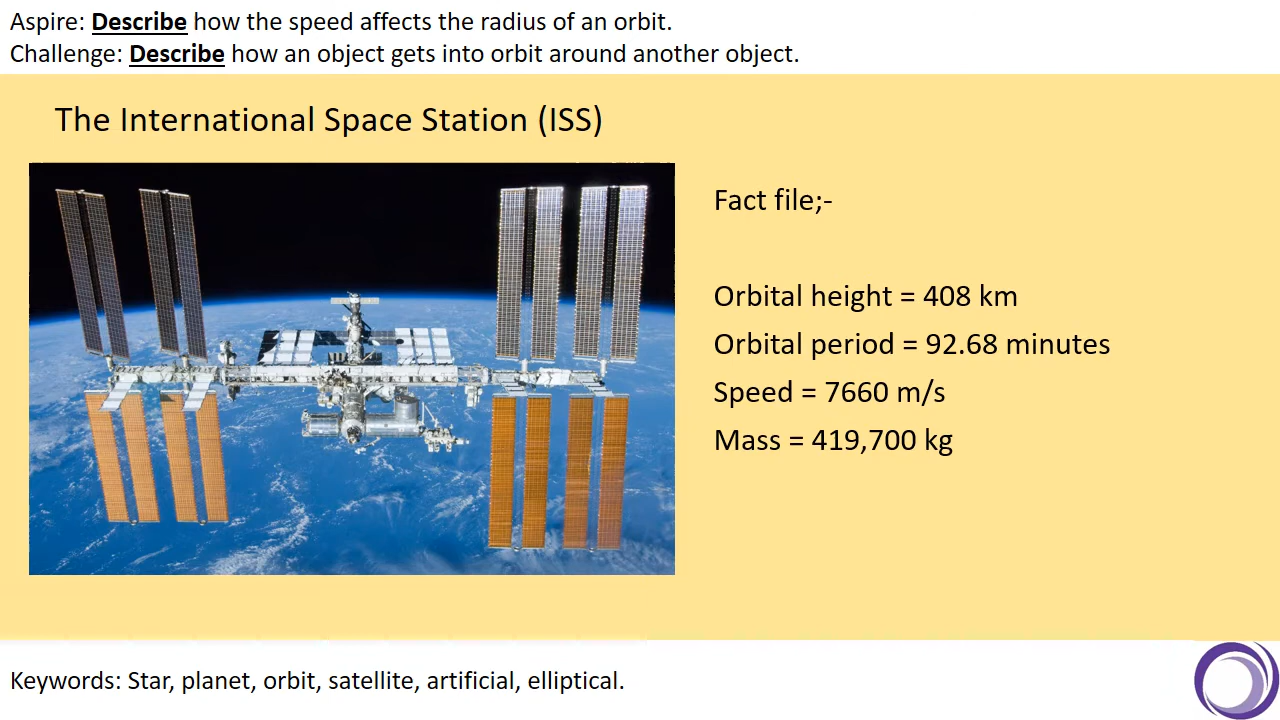 Aspire: Describe how the speed affects the radius of an orbit.
Challenge: Describe how an object gets into orbit around another object.
The International Space Station (ISS)
Fact file;-
Orbital height = 408 km
Orbital period = 92.68 minutes
Speed = 7660 m/s
Mass = 419,700 kg
Keywords: Star, planet, orbit, satellite, artificial, elliptical.